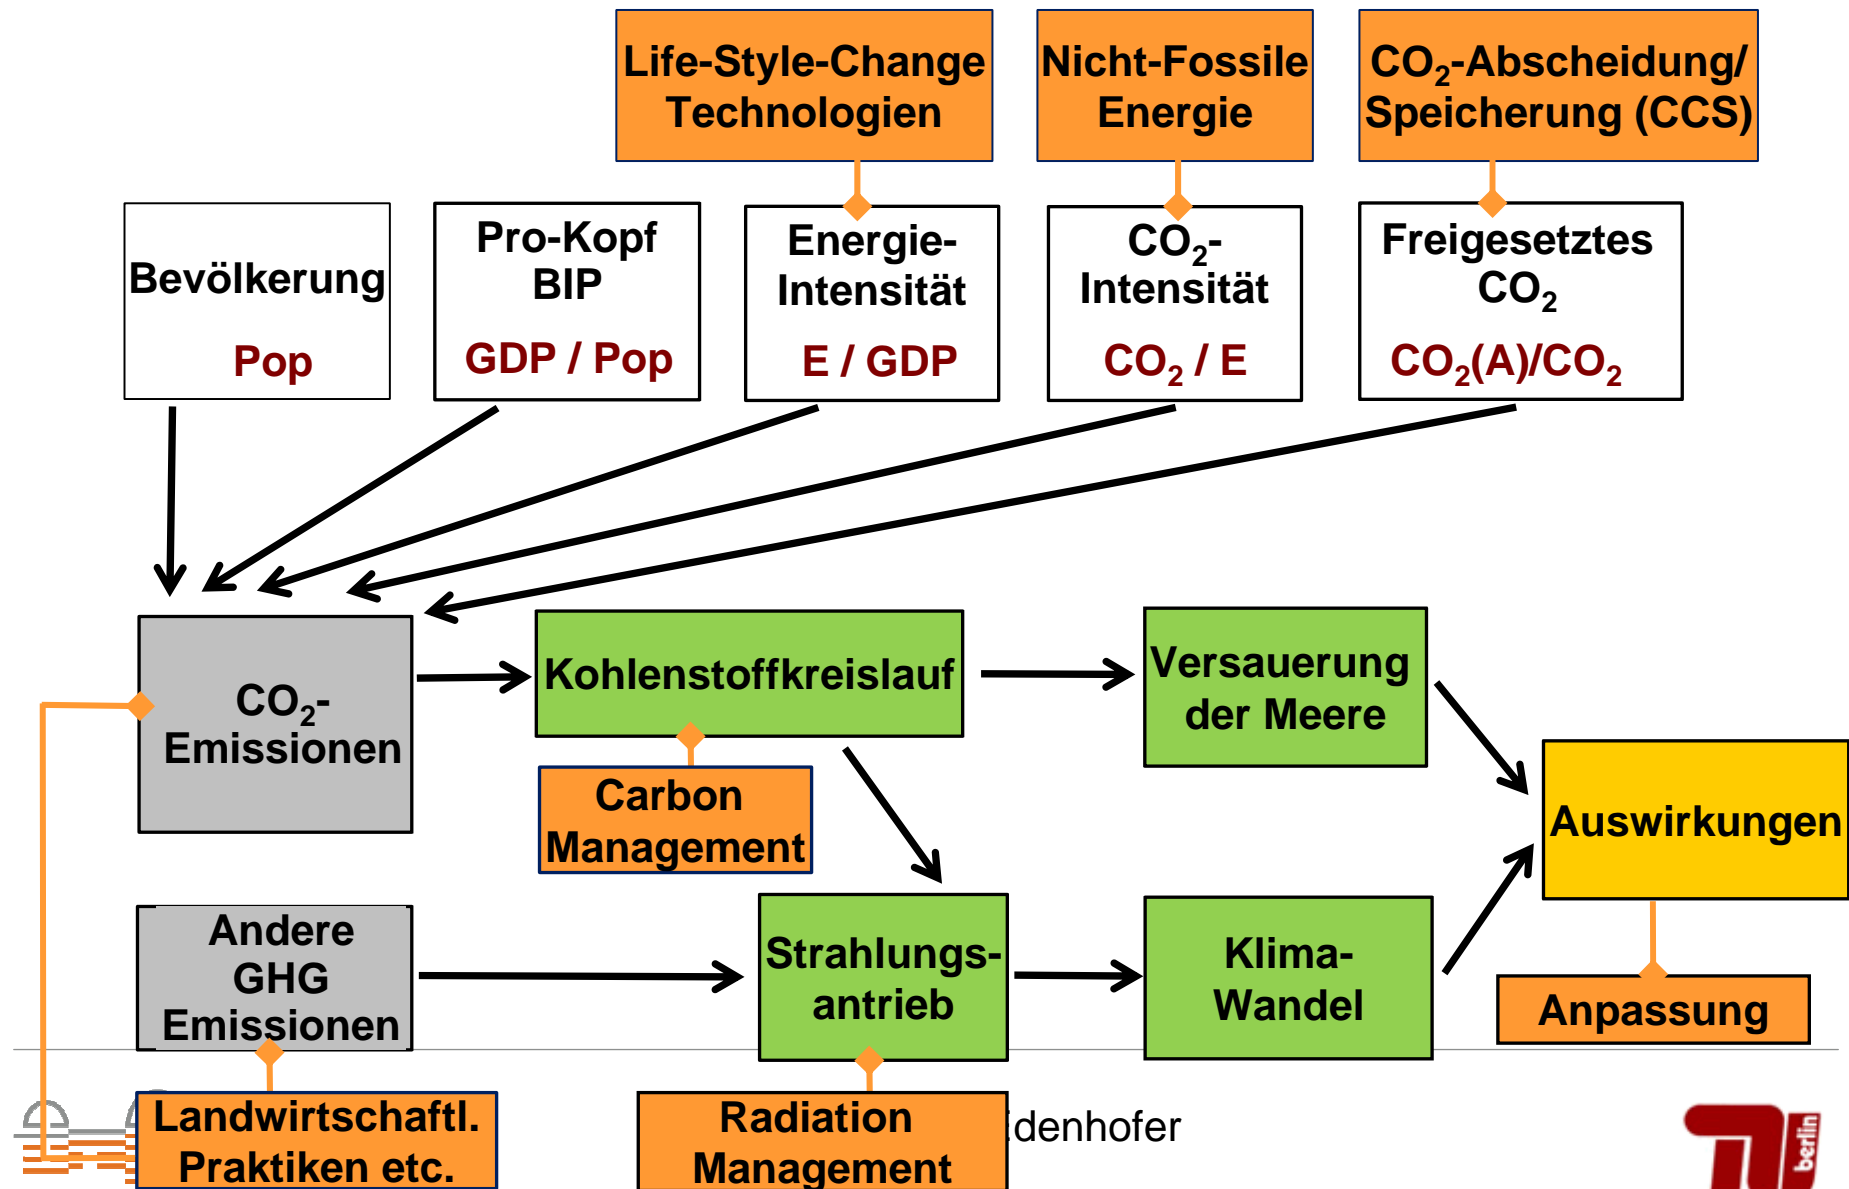 Life-Style-Change
Technologien
Nicht-Fossile
Energie
CO₂-Abscheidung/
Speicherung (CCS)
Bevölkerung
Pop
Pro-Kopf
BIP
GDP / Pop
Energie-
Intensität
E / GDP
CO₂-
Intensität
CO₂ / E
Freigesetztes
CO₂
CO₂(A)/CO₂
CO₂-
Emissionen
Kohlenstoffkreislauf
Versauerung
der Meere
Carbon
Management
Auswirkungen
Andere
GHG
Emissionen
Strahlungs-
antrieb
Klima-
Wandel
Anpassung
Landwirtschaftl.
Praktiken etc.
Radiation
Management
denhofer
berlin